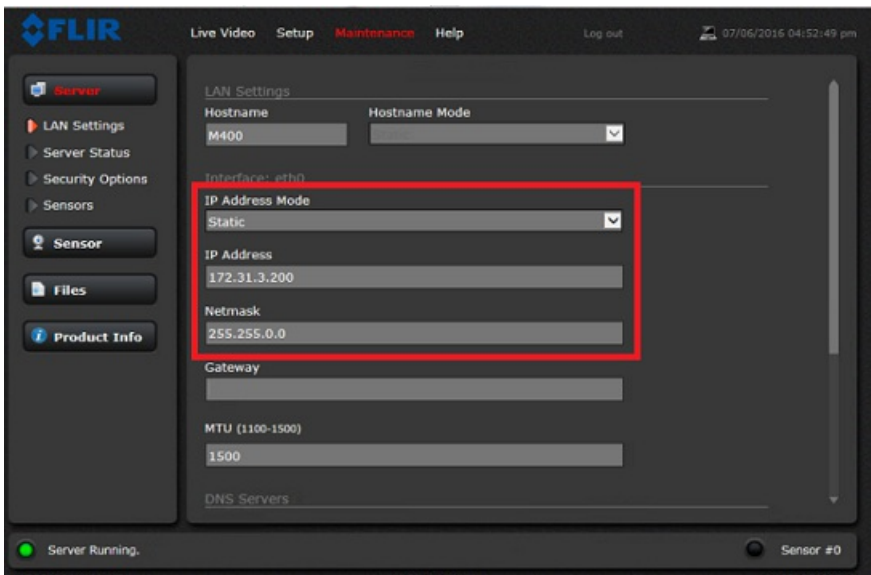 FLIR
Live Video Setup Maintenance Help Log out 07/06/2016 04:52:49 pm
Server
LAN Settings
Server Status
Security Options
Sensors
Sensor
Files
Product Info
LAN Settings
Hostname Hostname Mode
M400 Static
Interface: eth0
IP Address Mode
Static
IP Address
172.31.3.200
Netmask
255.255.0.0
Gateway
MTU (1100-1500)
1500
DNS Servers
Server Running. Sensor #0